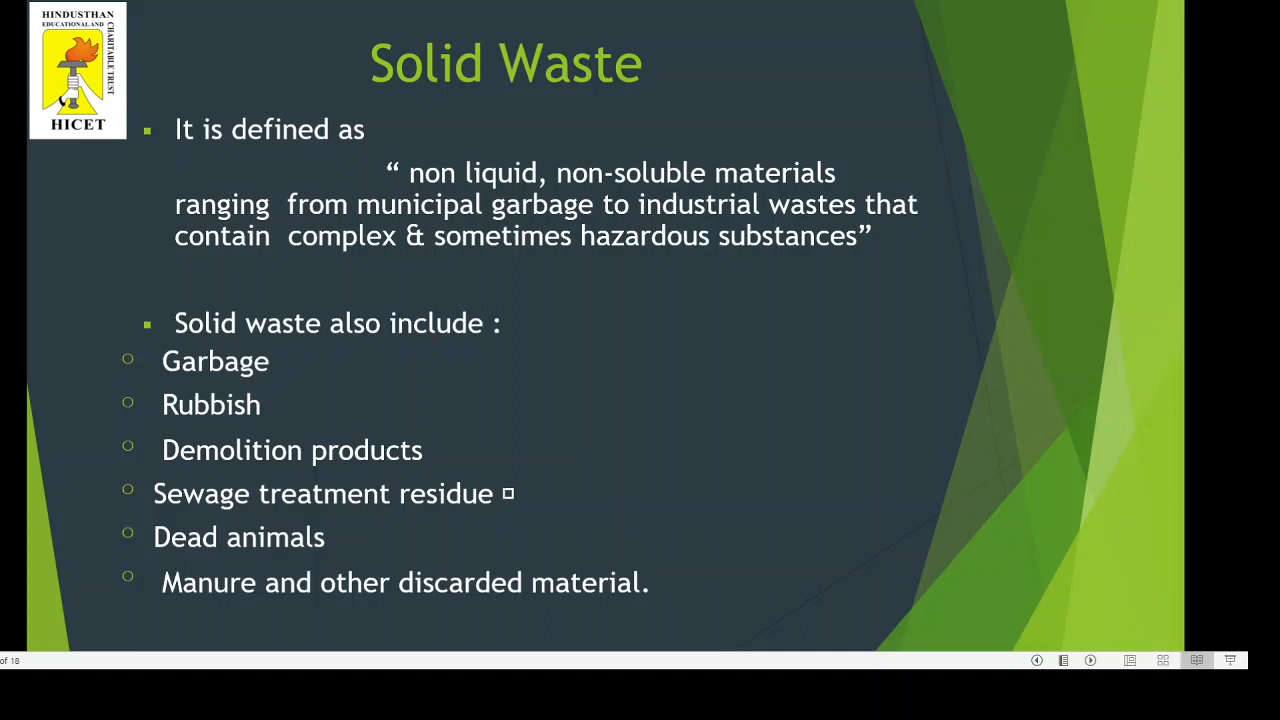 HINDUSTHAN
EDUCATIONAL AND
CHARITABLE TRUST
HICET
Solid Waste
It is defined as
“ non liquid, non-soluble materials
ranging from municipal garbage to industrial wastes that
contain complex & sometimes hazardous substances”
Solid waste also include :
Garbage
Rubbish
Demolition products
Sewage treatment residue
Dead animals
Manure and other discarded material.
of 18